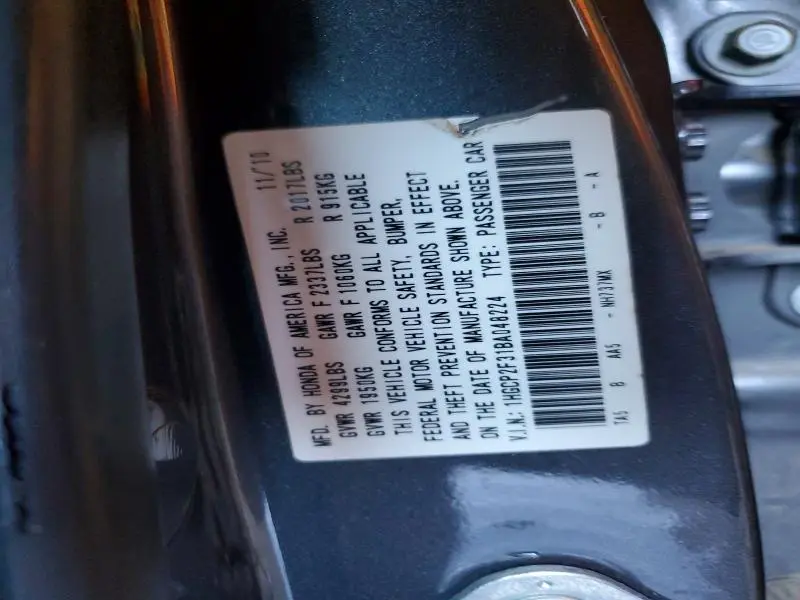 MFD. BY HONDA OF AMERICA MFG., INC. 11/10
GVWR 4299LBS GAWR F 2337LBS R 2017LBS
GVWR 1950KG GAWR F 1060KG R 915KG
THIS VEHICLE CONFORMS TO ALL APPLICABLE
FEDERAL MOTOR VEHICLE SAFETY, BUMPER,
AND THEFT PREVENTION STANDARDS IN EFFECT
ON THE DATE OF MANUFACTURE SHOWN ABOVE.
V.I.N.: 1HGCP2F31BA048224 TYPE: PASSENGER CAR
TA5 B AA5 - NH737MX - B - A